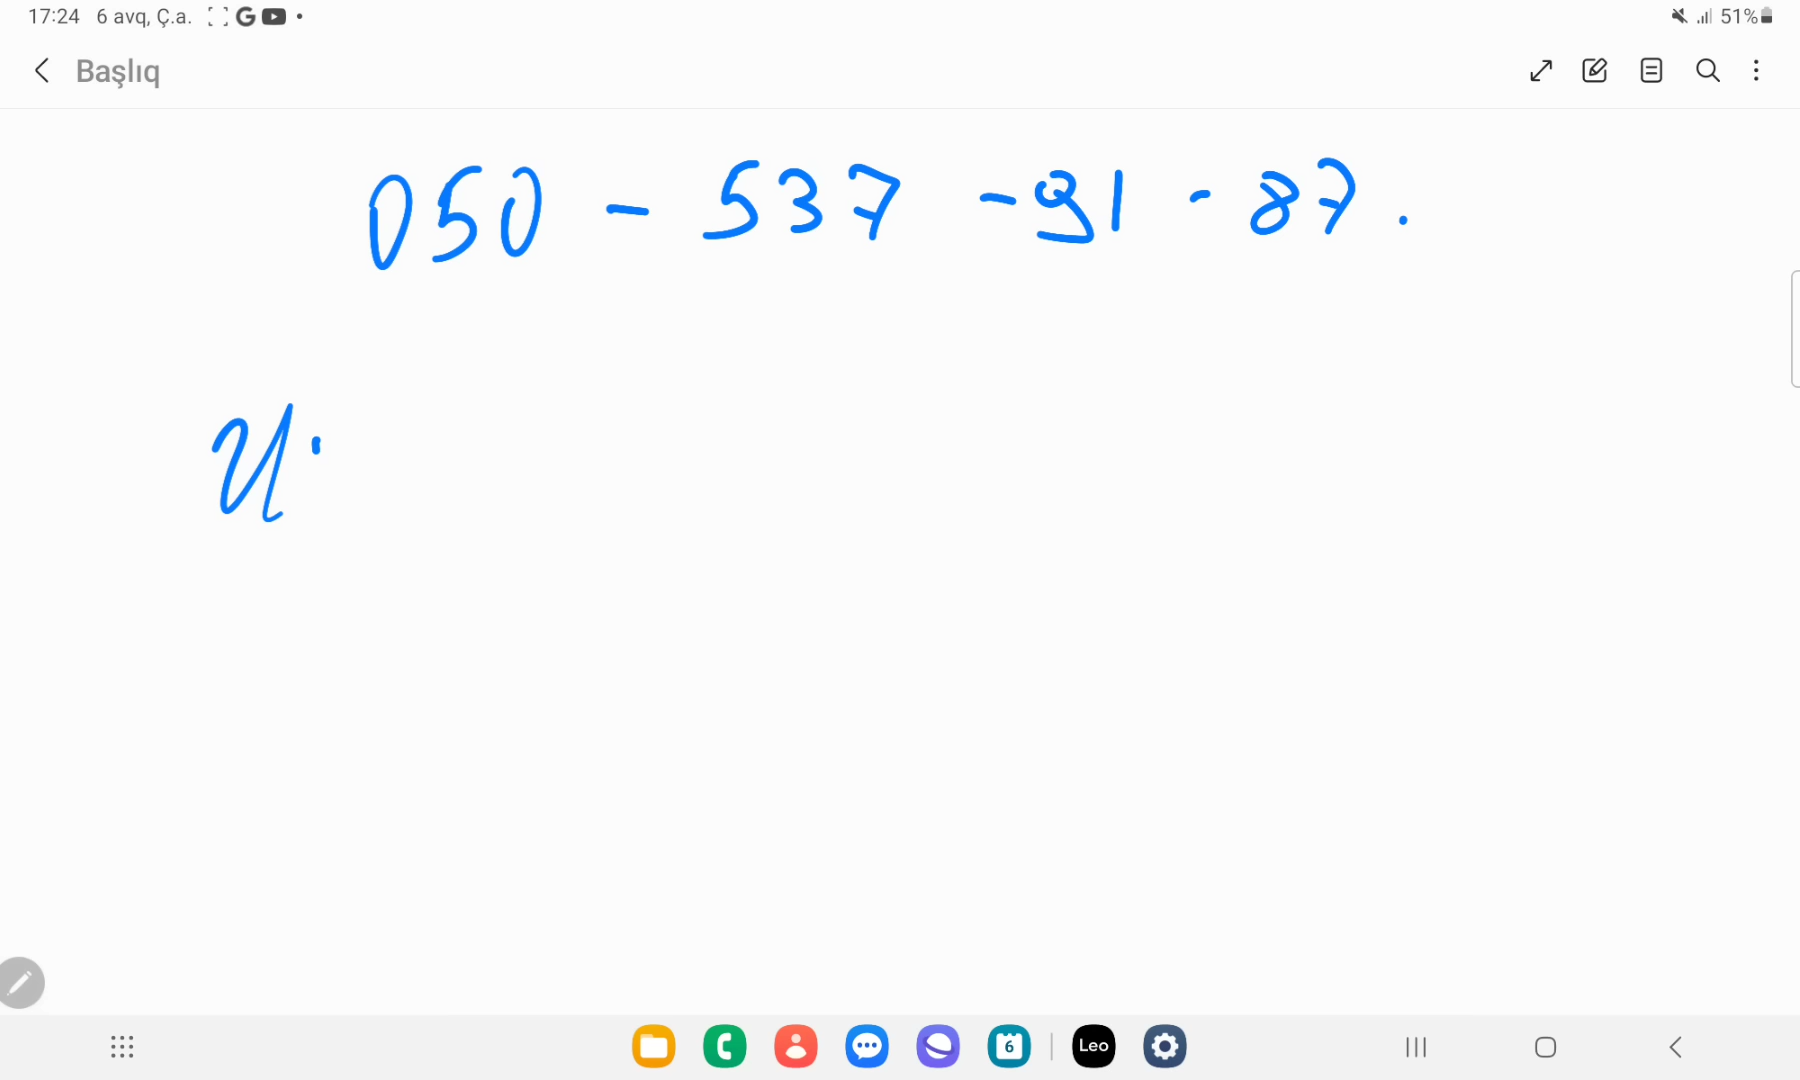 17:24 6 avq, Ç.a. G 51%
Başlıq
050 - 537 - 91 - 87.
И.
6 Leo